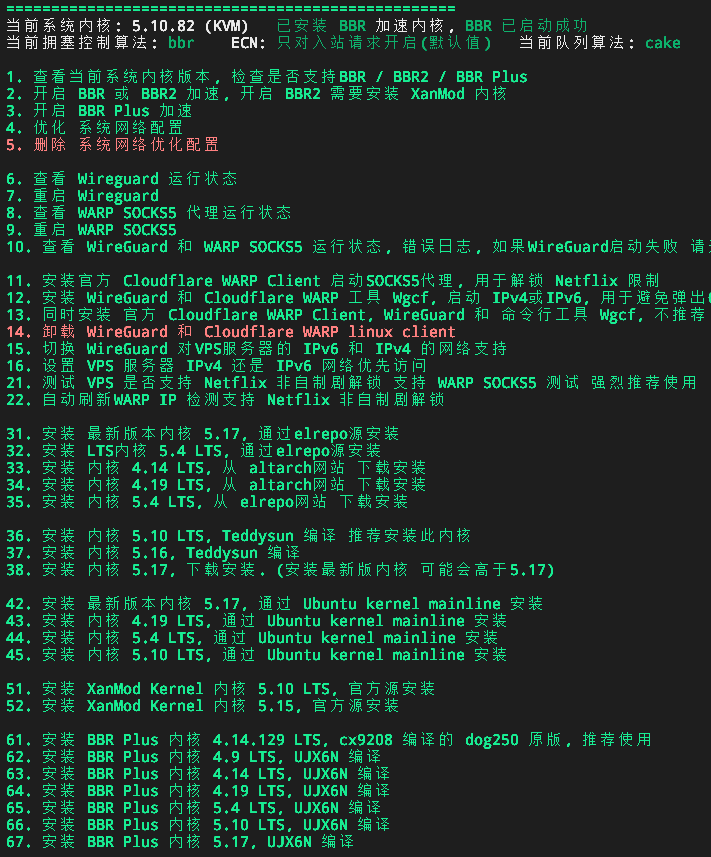 ==================================================
当前系统内核: 5.10.82 (KVM)   已安装 BBR 加速内核, BBR 已启动成功
当前拥塞控制算法: bbr    ECN: 只对入站请求开启(默认值)   当前队列算法: cake
1. 查看当前系统内核版本, 检查是否支持BBR / BBR2 / BBR Plus
2. 开启 BBR 或 BBR2 加速, 开启 BBR2 需要安装 XanMod 内核
3. 开启 BBR Plus 加速
4. 优化 系统网络配置
5. 删除 系统网络优化配置
6. 查看 Wireguard 运行状态
7. 重启 Wireguard
8. 查看 WARP SOCKS5 代理运行状态
9. 重启 WARP SOCKS5
10. 查看 WireGuard 和 WARP SOCKS5 运行状态, 错误日志, 如果WireGuard启动失败 请
11. 安装官方 Cloudflare WARP Client 启动SOCKS5代理, 用于解锁 Netflix 限制
12. 安装 WireGuard 和 Cloudflare WARP 工具 Wgcf, 启动 IPv4或IPv6, 用于避免弹出
13. 同时安装 官方 Cloudflare WARP Client, WireGuard 和 命令行工具 Wgcf, 不推荐
14. 卸载 WireGuard 和 Cloudflare WARP linux client
15. 切换 WireGuard 对VPS服务器的 IPv6 和 IPv4 的网络支持
16. 设置 VPS 服务器 IPv4 还是 IPv6 网络优先访问
21. 测试 VPS 是否支持 Netflix 非自制剧解锁 支持 WARP SOCKS5 测试 强烈推荐使用
22. 自动刷新WARP IP 检测支持 Netflix 非自制剧解锁
31. 安装 最新版本内核 5.17, 通过elrepo源安装
32. 安装 LTS内核 5.4 LTS, 通过elrepo源安装
33. 安装 内核 4.14 LTS, 从 altarch网站 下载安装
34. 安装 内核 4.19 LTS, 从 altarch网站 下载安装
35. 安装 内核 5.4 LTS, 从 elrepo网站 下载安装
36. 安装 内核 5.10 LTS, Teddysun 编译 推荐安装此内核
37. 安装 内核 5.16, Teddysun 编译
38. 安装 内核 5.17, 下载安装. (安装最新版内核 可能会高于5.17)
42. 安装 最新版本内核 5.17, 通过 Ubuntu kernel mainline 安装
43. 安装 内核 4.19 LTS, 通过 Ubuntu kernel mainline 安装
44. 安装 内核 5.4 LTS, 通过 Ubuntu kernel mainline 安装
45. 安装 内核 5.10 LTS, 通过 Ubuntu kernel mainline 安装
51. 安装 XanMod Kernel 内核 5.10 LTS, 官方源安装
52. 安装 XanMod Kernel 内核 5.15, 官方源安装
61. 安装 BBR Plus 内核 4.14.129 LTS, cx9208 编译的 dog250 原版, 推荐使用
62. 安装 BBR Plus 内核 4.9 LTS, UJX6N 编译
63. 安装 BBR Plus 内核 4.14 LTS, UJX6N 编译
64. 安装 BBR Plus 内核 4.19 LTS, UJX6N 编译
65. 安装 BBR Plus 内核 5.4 LTS, UJX6N 编译
66. 安装 BBR Plus 内核 5.10 LTS, UJX6N 编译
67. 安装 BBR Plus 内核 5.17, UJX6N 编译